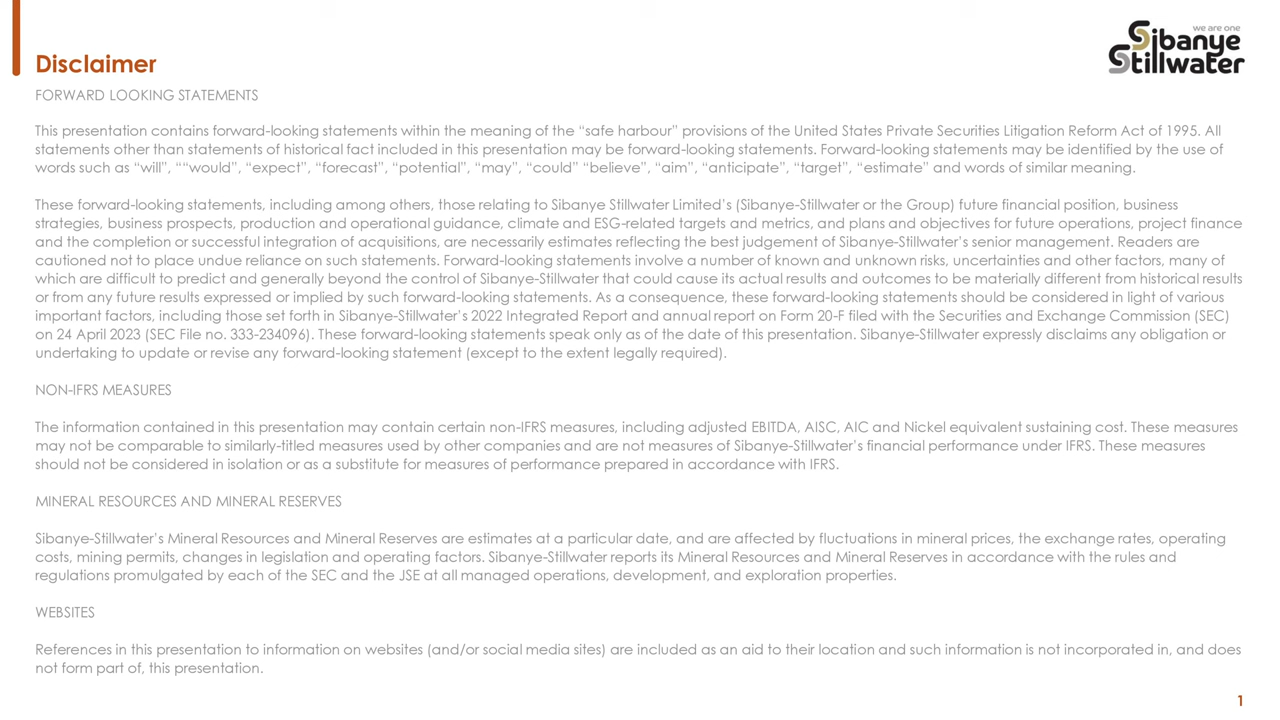 we are one
Sibanye
Stillwater
Disclaimer
FORWARD LOOKING STATEMENTS
This presentation contains forward-looking statements within the meaning of the “safe harbour” provisions of the United States Private Securities Litigation Reform Act of 1995. All
statements other than statements of historical fact included in this presentation may be forward-looking statements. Forward-looking statements may be identified by the use of
words such as “will”, ““would”, “expect”, “forecast”, “potential”, “may”, “could” “believe”, “aim”, “anticipate”, “target”, “estimate” and words of similar meaning.
These forward-looking statements, including among others, those relating to Sibanye Stillwater Limited’s (Sibanye-Stillwater or the Group) future financial position, business
strategies, business prospects, production and operational guidance, climate and ESG-related targets and metrics, and plans and objectives for future operations, project finance
and the completion or successful integration of acquisitions, are necessarily estimates reflecting the best judgement of Sibanye-Stillwater’s senior management. Readers are
cautioned not to place undue reliance on such statements. Forward-looking statements involve a number of known and unknown risks, uncertainties and other factors, many of
which are difficult to predict and generally beyond the control of Sibanye-Stillwater that could cause its actual results and outcomes to be materially different from historical results
or from any future results expressed or implied by such forward-looking statements. As a consequence, these forward-looking statements should be considered in light of various
important factors, including those set forth in Sibanye-Stillwater’s 2022 Integrated Report and annual report on Form 20-F filed with the Securities and Exchange Commission (SEC)
on 24 April 2023 (SEC File no. 333-234096). These forward-looking statements speak only as of the date of this presentation. Sibanye-Stillwater expressly disclaims any obligation or
undertaking to update or revise any forward-looking statement (except to the extent legally required).
NON-IFRS MEASURES
The information contained in this presentation may contain certain non-IFRS measures, including adjusted EBITDA, AISC, AIC and Nickel equivalent sustaining cost. These measures
may not be comparable to similarly-titled measures used by other companies and are not measures of Sibanye-Stillwater’s financial performance under IFRS. These measures
should not be considered in isolation or as a substitute for measures of performance prepared in accordance with IFRS.
MINERAL RESOURCES AND MINERAL RESERVES
Sibanye-Stillwater’s Mineral Resources and Mineral Reserves are estimates at a particular date, and are affected by fluctuations in mineral prices, the exchange rates, operating
costs, mining permits, changes in legislation and operating factors. Sibanye-Stillwater reports its Mineral Resources and Mineral Reserves in accordance with the rules and
regulations promulgated by each of the SEC and the JSE at all managed operations, development, and exploration properties.
WEBSITES
References in this presentation to information on websites (and/or social media sites) are included as an aid to their location and such information is not incorporated in, and does
not form part of, this presentation.
1